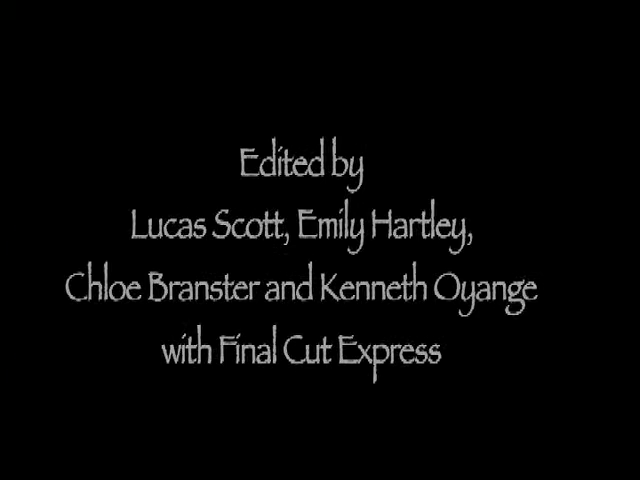 Edited by
Lucas Scott, Emily Hartley,
Chloe Branster and Kenneth Oyange
with Final Cut Express